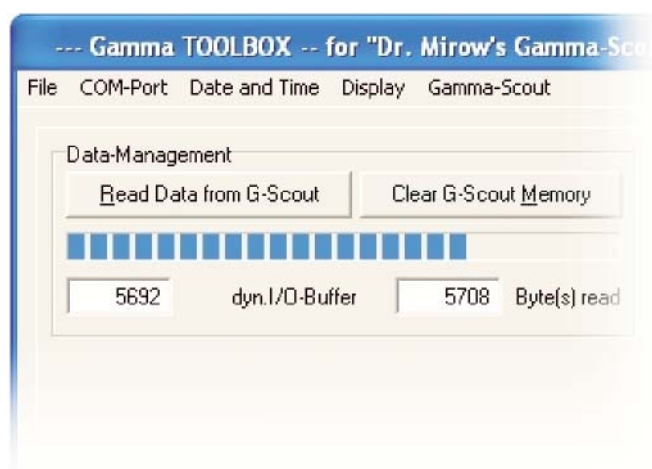 --- Gamma TOOLBOX -- for "Dr. Mirow's Gamma-Sco
File COM-Port Date and Time Display Gamma-Scout
Data-Management
Read Data from G-Scout Clear G-Scout Memory
5692 dyn.I/O-Buffer 5708 Byte(s) read